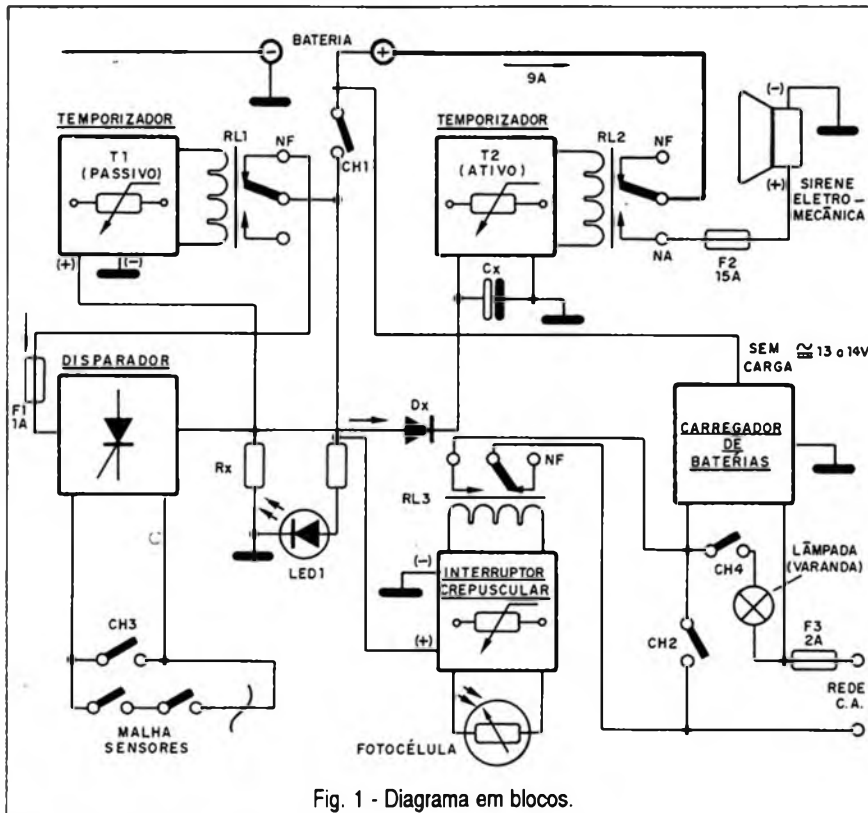 BATERIA
-
+
9A
TEMPORIZADOR
T1
(PASSIVO)
RL1
NF
CH1
(+)
(-)
TEMPORIZADOR
T2
(ATIVO)
RL2
NF
NA
Cx
F2
15A
(-)
(+)
SIRENE
ELETRO-
MECÂNICA
F1
1A
DISPARADOR
Rx
LED1
Dx
NF
RL3
SEM
CARGA
≅ 13 a 14V
CARREGADOR
DE
BATERIAS
(-)
(+)
INTERRUPTOR
CREPUSCULAR
FOTOCÉLULA
CH4
LÂMPADA
(VARANDA)
CH2
F3
2A
REDE
C.A.
CH3
MALHA
SENSORES
Fig. 1 - Diagrama em blocos.